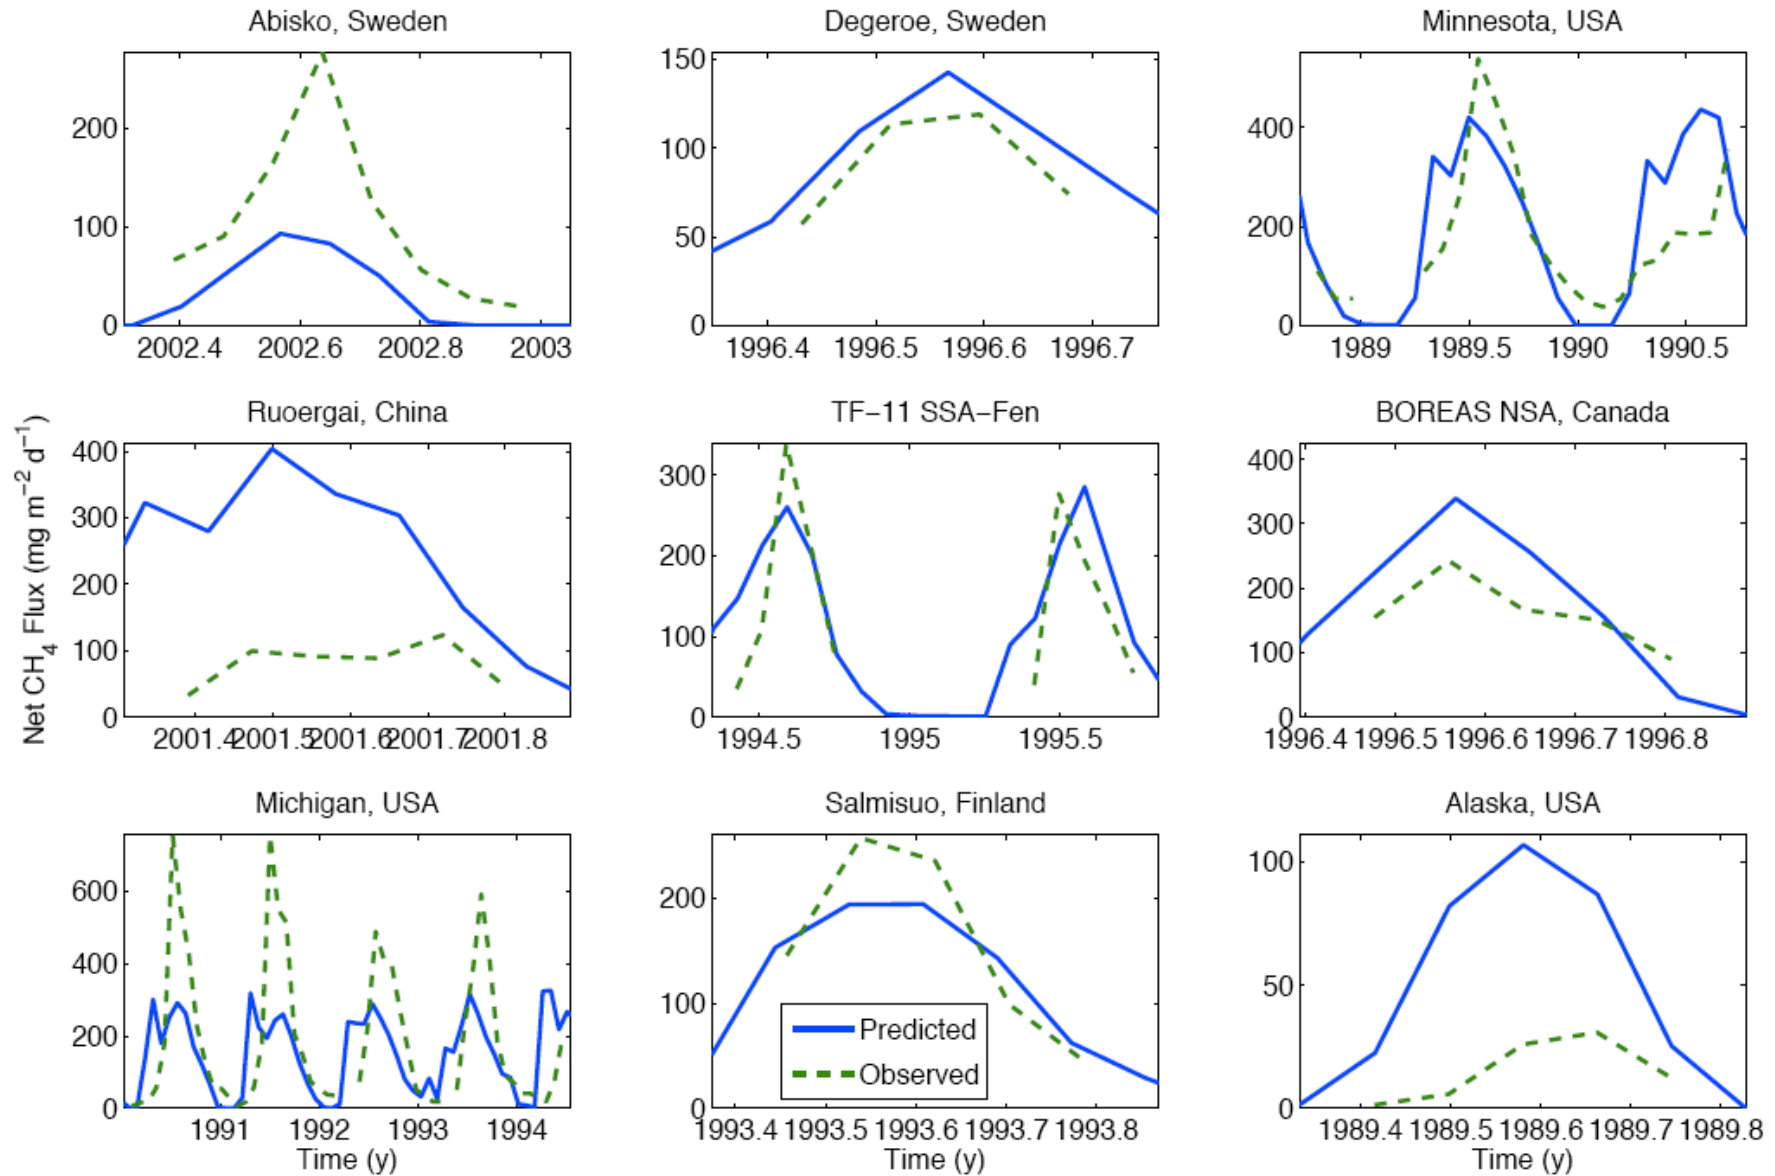 Abisko, Sweden
Degeroe, Sweden
Minnesota, USA
200
100
0
2002.4 2002.6 2002.8 2003
150
100
50
0
1996.4 1996.5 1996.6 1996.7
400
200
0
1989 1989.5 1990 1990.5
Net CH4 Flux (mg m−2 d−1)
Ruoergai, China
TF−11 SSA−Fen
BOREAS NSA, Canada
400
300
200
100
0
2001.4 2001.5 2001.6 2001.7 2001.8
300
200
100
0
1994.5 1995 1995.5
400
300
200
100
0
1996.4 1996.5 1996.6 1996.7 1996.8
Michigan, USA
Salmisuo, Finland
Alaska, USA
600
400
200
0
1991 1992 1993 1994
Time (y)
200
100
0
Predicted
Observed
1993.4 1993.5 1993.6 1993.7 1993.8
Time (y)
100
50
0
1989.4 1989.5 1989.6 1989.7 1989.8
Time (y)